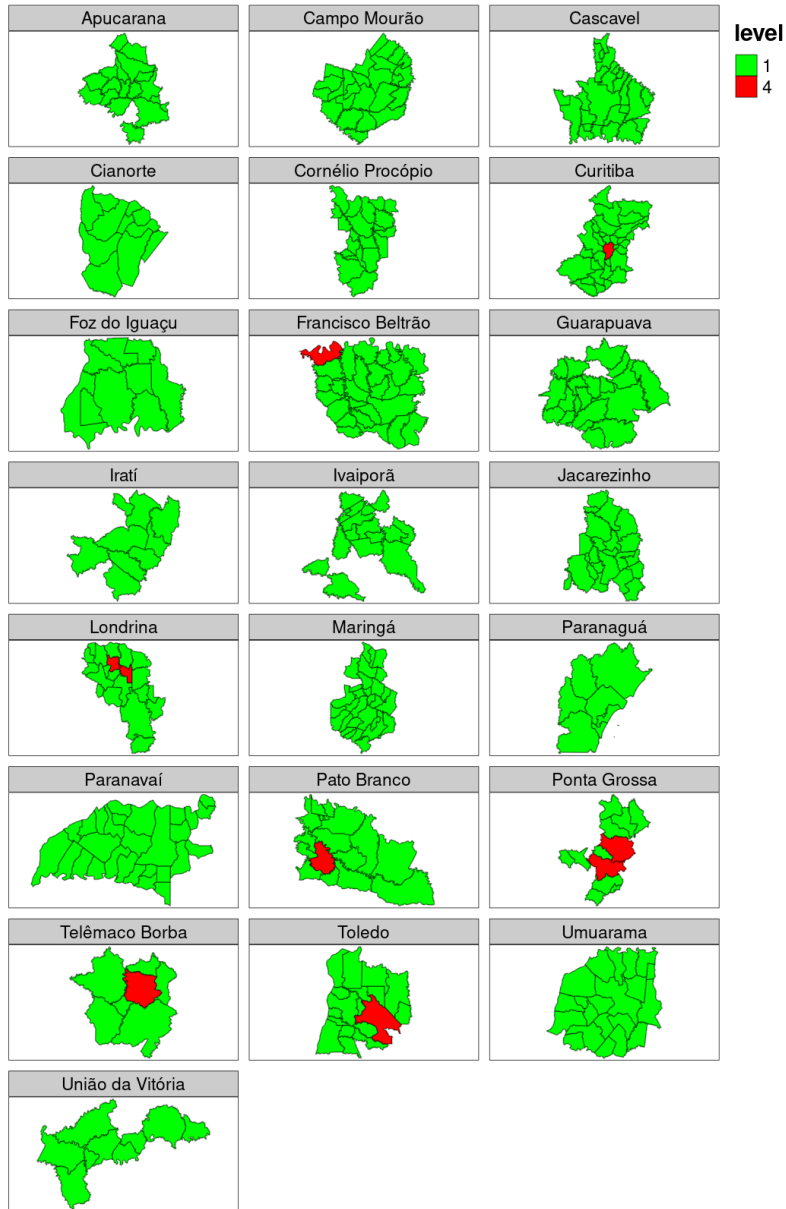 Apucarana
Campo Mourão
Cascavel
level
1
4
Cianorte
Cornélio Procópio
Curitiba
Foz do Iguaçu
Francisco Beltrão
Guarapuava
Iratí
Ivaiporã
Jacarezinho
Londrina
Maringá
Paranaguá
Paranavaí
Pato Branco
Ponta Grossa
Telêmaco Borba
Toledo
Umuarama
União da Vitória